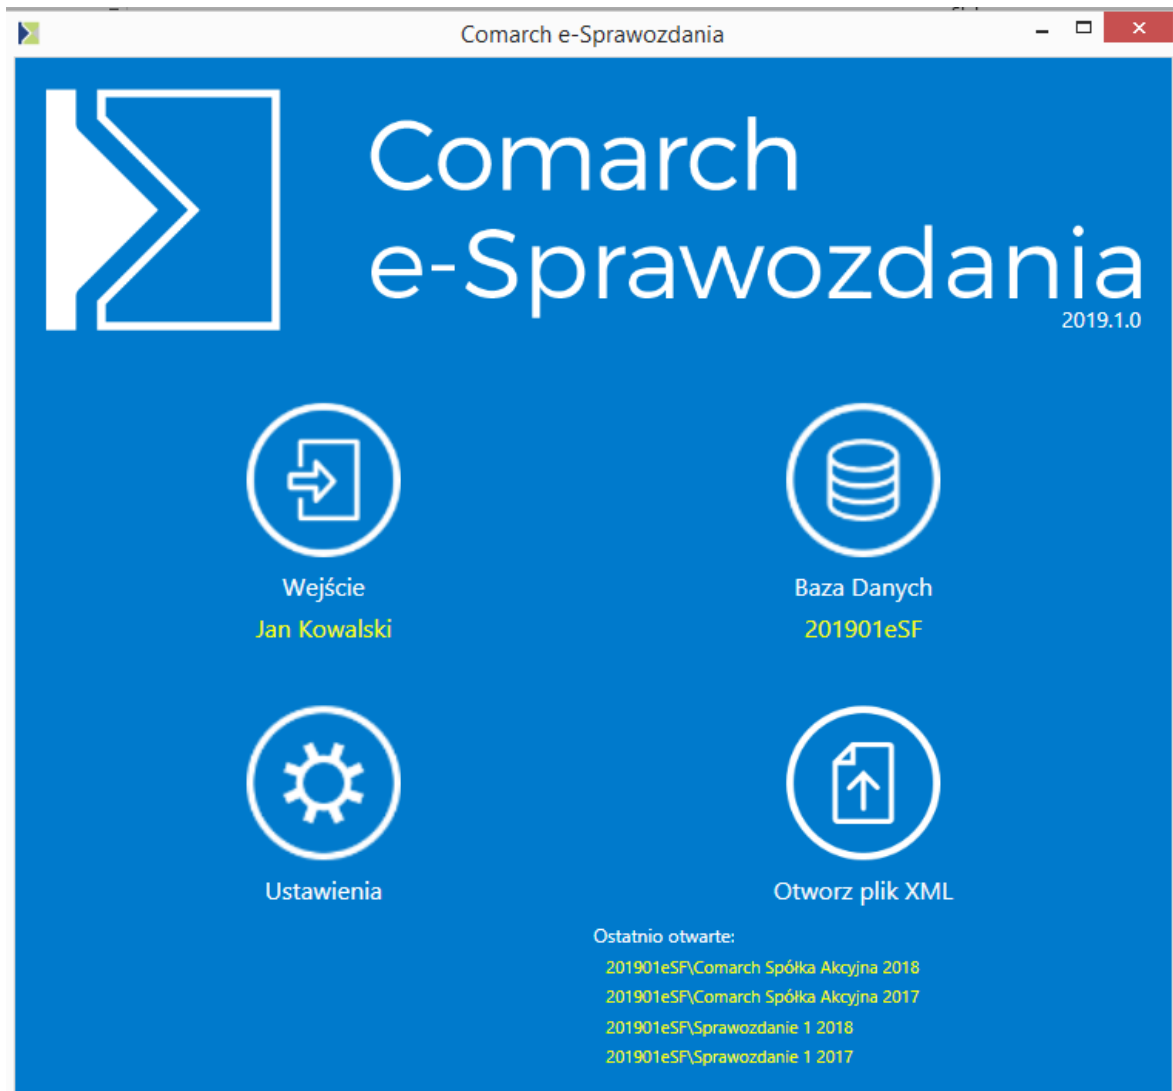 Comarch e-Sprawozdania
Comarch
e-Sprawozdania
2019.1.0
Wejście
Jan Kowalski
Baza Danych
201901eSF
Ustawienia
Otworz plik XML
Ostatnio otwarte:
201901eSF\Comarch Spółka Akcyjna 2018
201901eSF\Comarch Spółka Akcyjna 2017
201901eSF\Sprawozdanie 1 2018
201901eSF\Sprawozdanie 1 2017